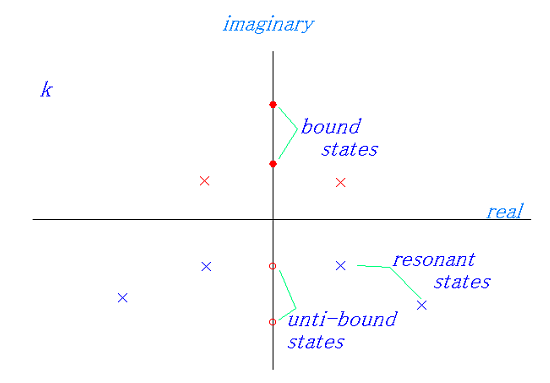 imaginary
k
bound
states
real
resonant
states
unti-bound
states